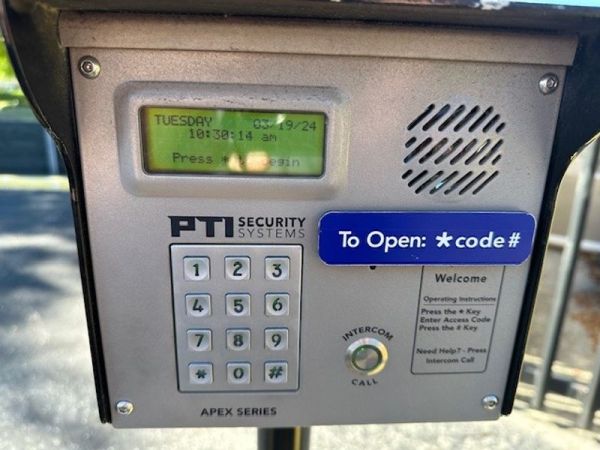 TUESDAY 03/19/24
10:30:14 am
Press * Begin
PTI SECURITY
SYSTEMS
To Open: *code#
1 2 3
4 5 6
7 8 9
* 0 #
APEX SERIES
INTERCOM
CALL
Welcome
Operating Instructions
Press the * Key
Enter Access Code
Press the # Key
Need Help? - Press
Intercom Call